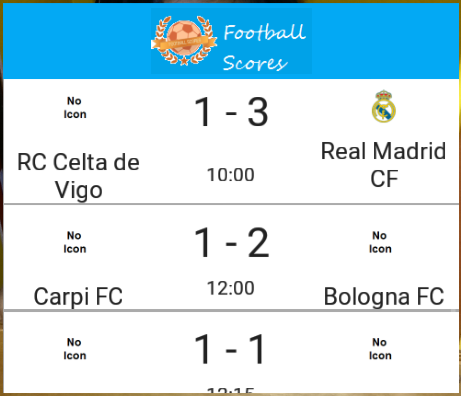 Football
Scores
No
Icon
1 - 3
RC Celta de
Vigo
10:00
Real Madrid
CF
No
Icon
1 - 2
No
Icon
Carpi FC
12:00
Bologna FC
No
Icon
1 - 1
No
Icon